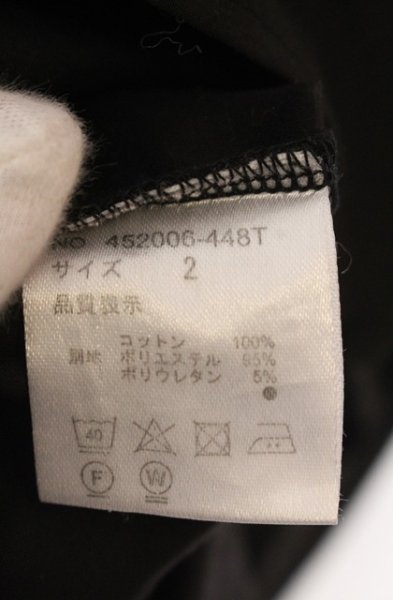 NO 452006-448T
サイズ 2
品質表示
コットン 100%
別地 ポリエステル 95%
ポリウレタン 5%
40
F W